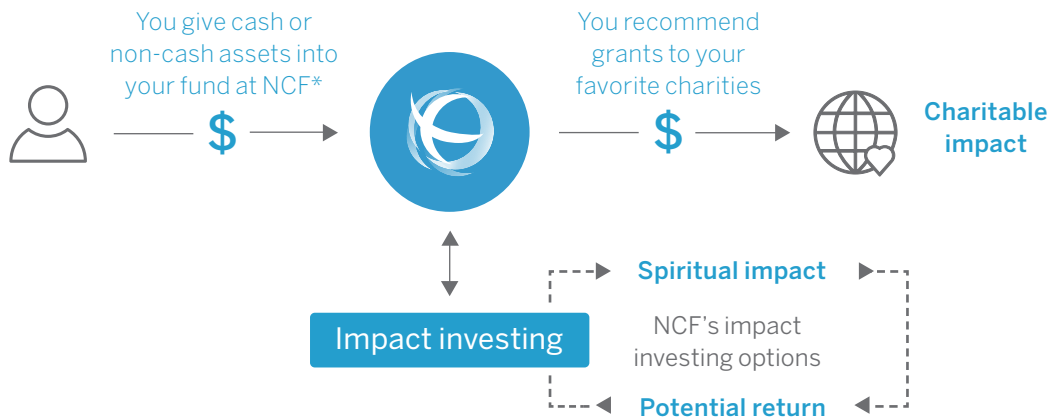 You give cash or
non-cash assets into
your fund at NCF*
$
You recommend
grants to your
favorite charities
$
Charitable
impact
Impact investing
Spiritual impact
NCF's impact
investing options
Potential return